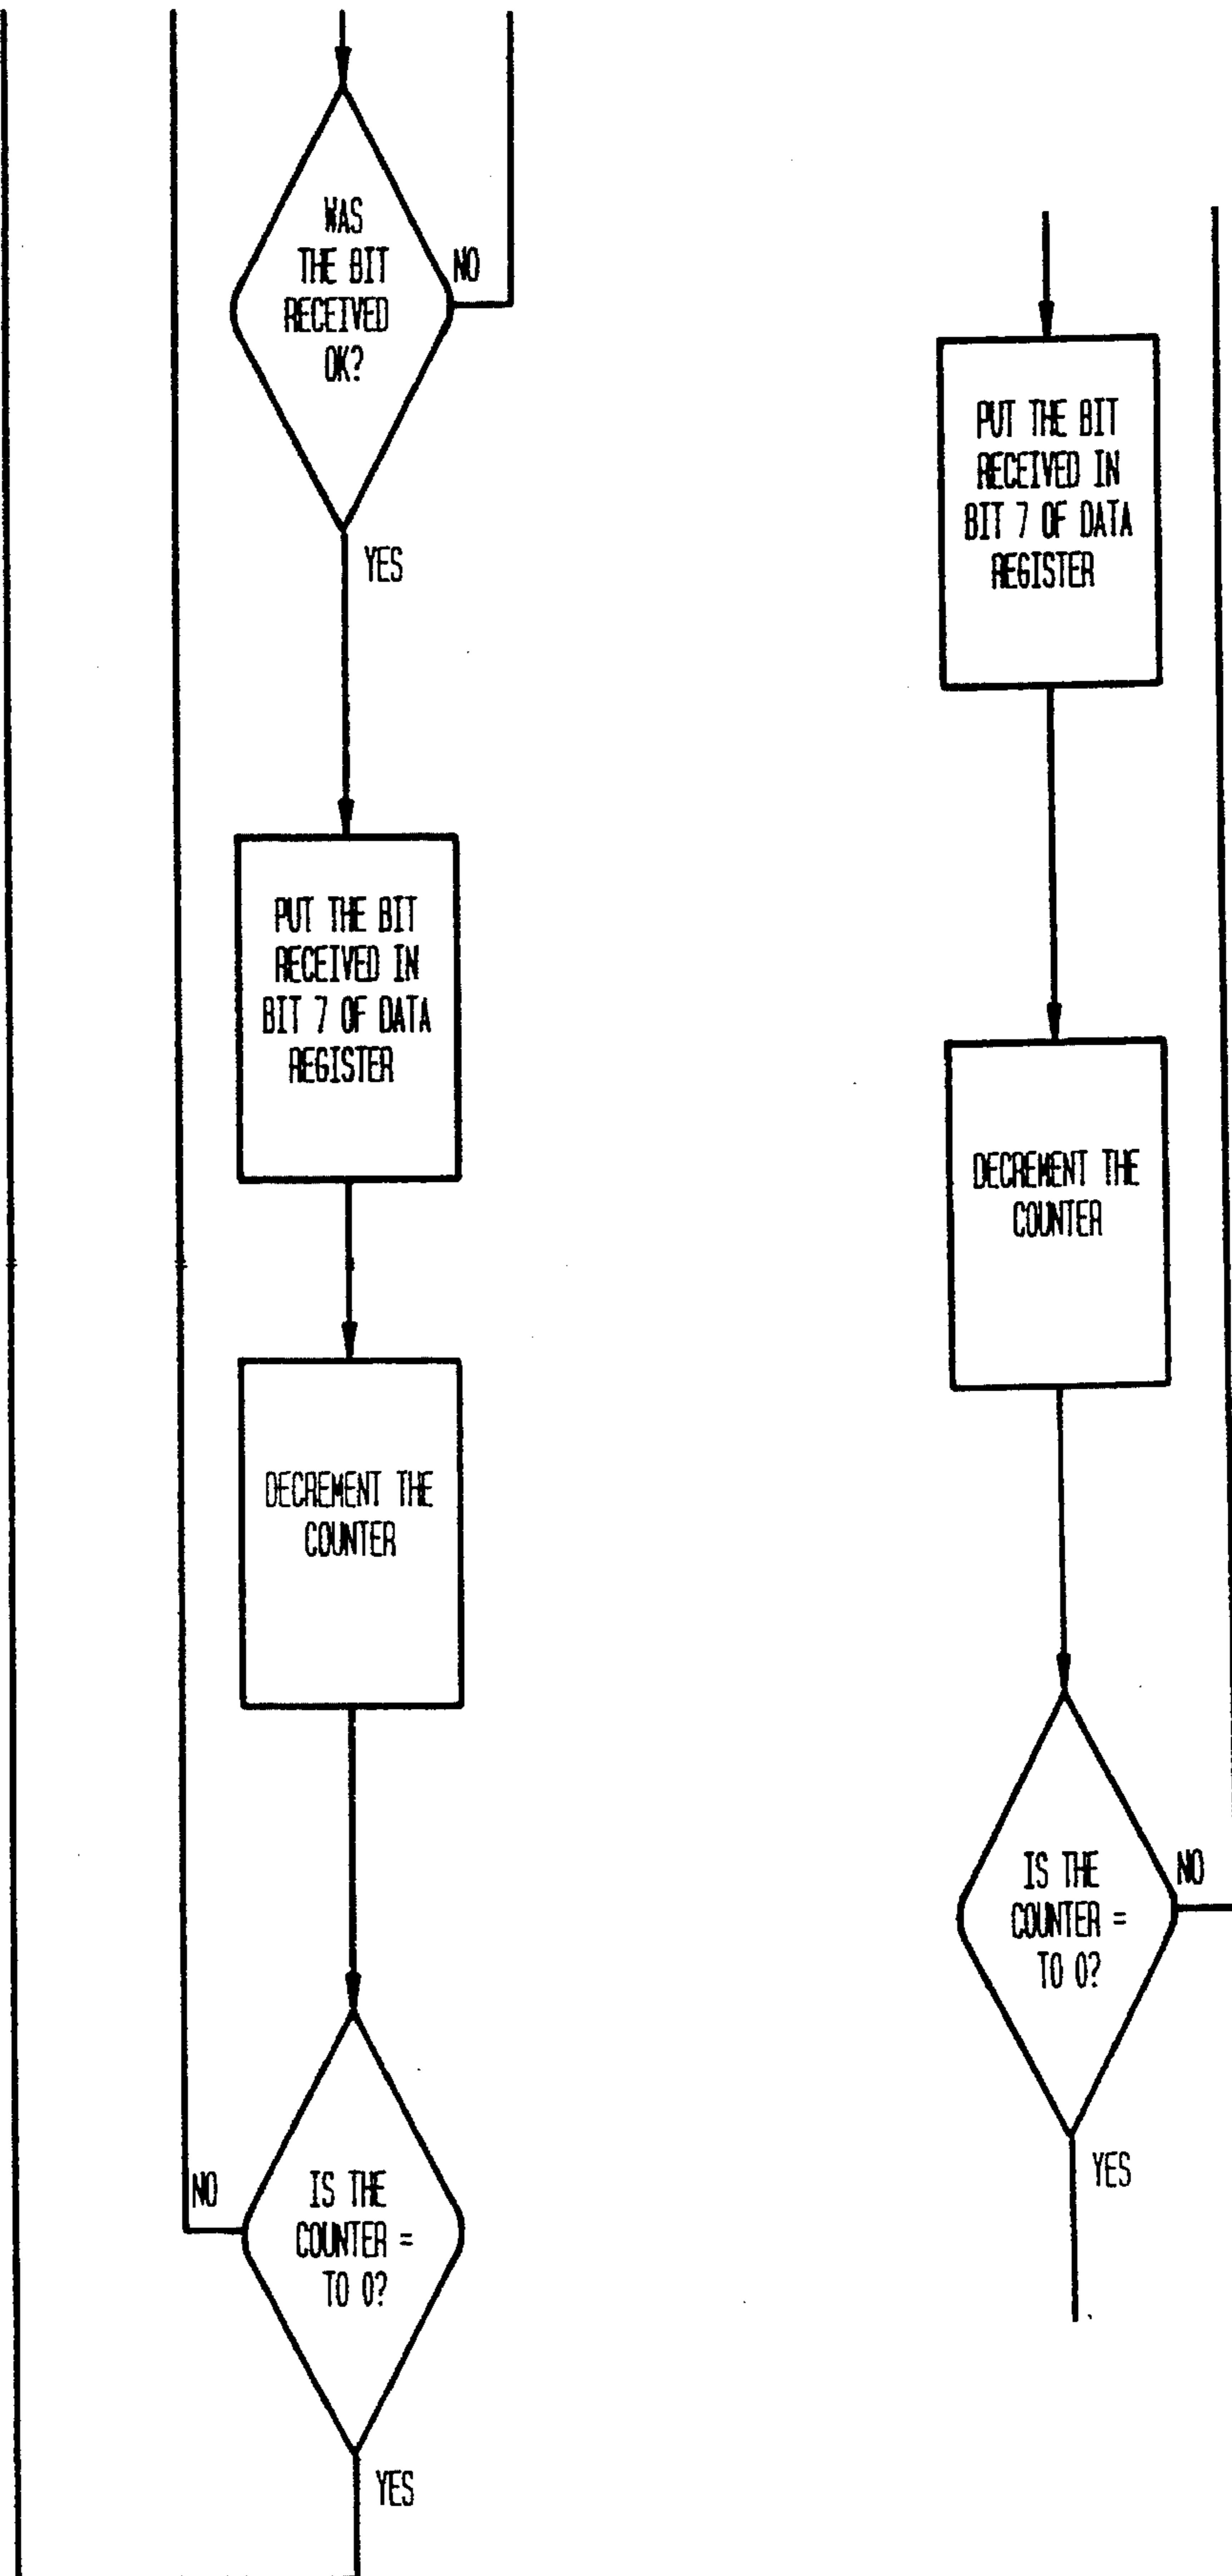 WAS
THE BIT
RECEIVED
OK?
NO
YES
PUT THE BIT
RECEIVED IN
BIT 7 OF DATA
REGISTER
DECREMENT THE
COUNTER
IS THE
COUNTER =
TO 0?
NO
YES
PUT THE BIT
RECEIVED IN
BIT 7 OF DATA
REGISTER
DECREMENT THE
COUNTER
IS THE
COUNTER =
TO 0?
NO
YES